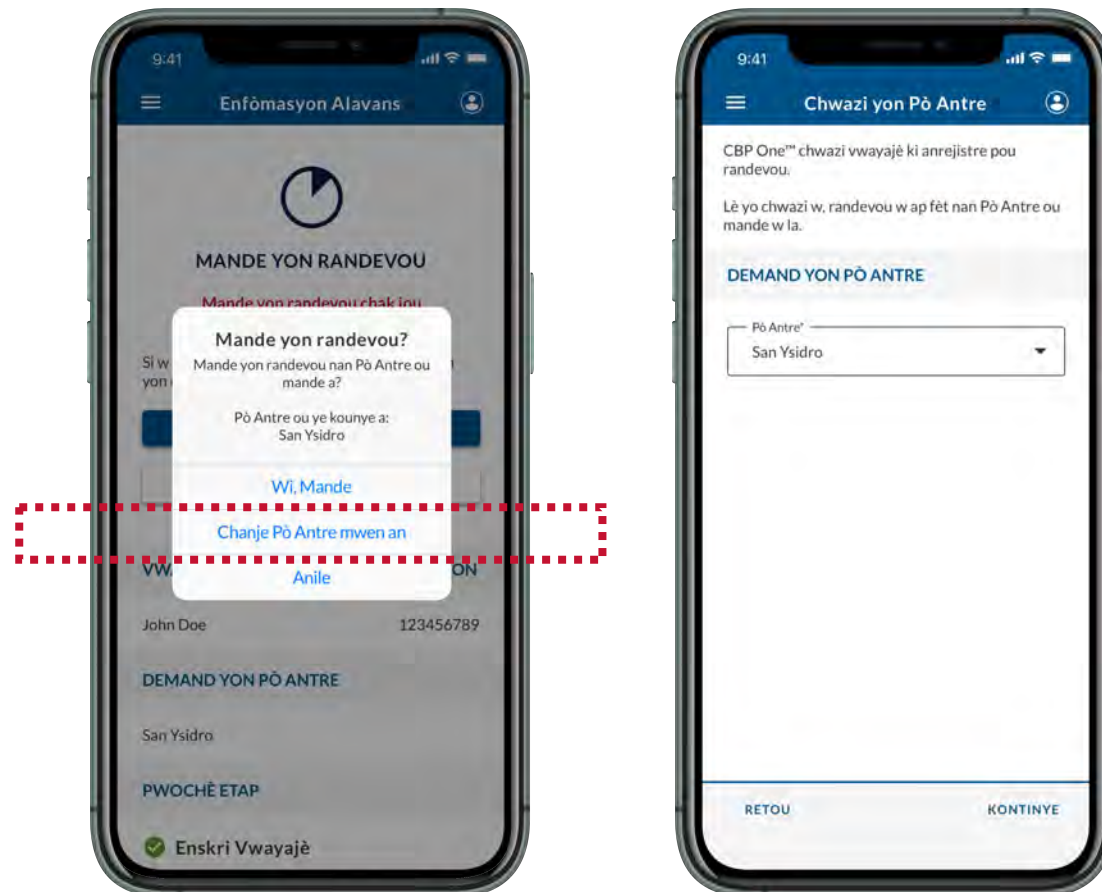 9:41
Enfòmasyon Alavans
MANDE YON RANDEVOU
Mande yon randevou chak jou
Si w
yon
Mande yon randevou?
Mande yon randevou nan Pò Antre ou
mande a?
Pò Antre ou ye kounye a:
San Ysidro
Wi, Mande
Chanje Pò Antre mwen an
Anile
VWA
ON
John Doe 123456789
DEMAND YON PÒ ANTRE
San Ysidro
PWOCHÈ ETAP
Enskri Vwayajè
9:41
Chwazi yon Pò Antre
CBP One™ chwazi vwayajè ki anrejistre pou
randevou.
Lè yo chwazi w, randevou w ap fèt nan Pò Antre ou
mande w la.
DEMAND YON PÒ ANTRE
Pò Antre*
San Ysidro
RETOU KONTINYE